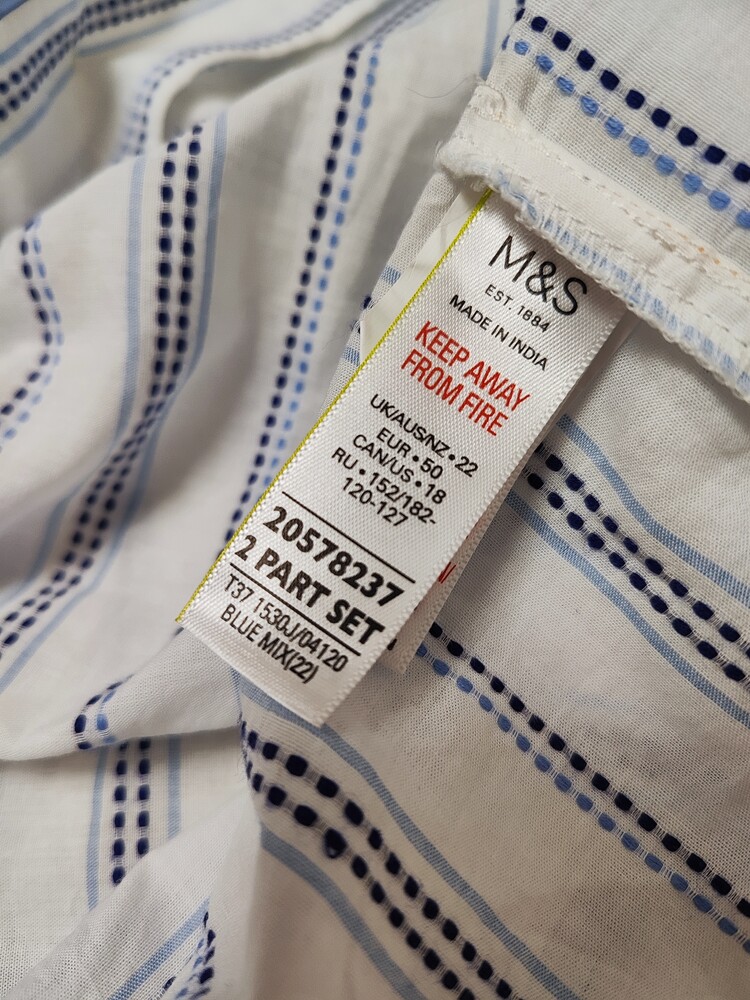 M&S
EST. 1884
MADE IN INDIA
KEEP AWAY
FROM FIRE
UK/AUS/NZ • 22
EUR • 50
CAN/US • 18
RU • 152/182-
120-127
20578237
2 PART SET
T37 1530J/04120
BLUE MIX(22)